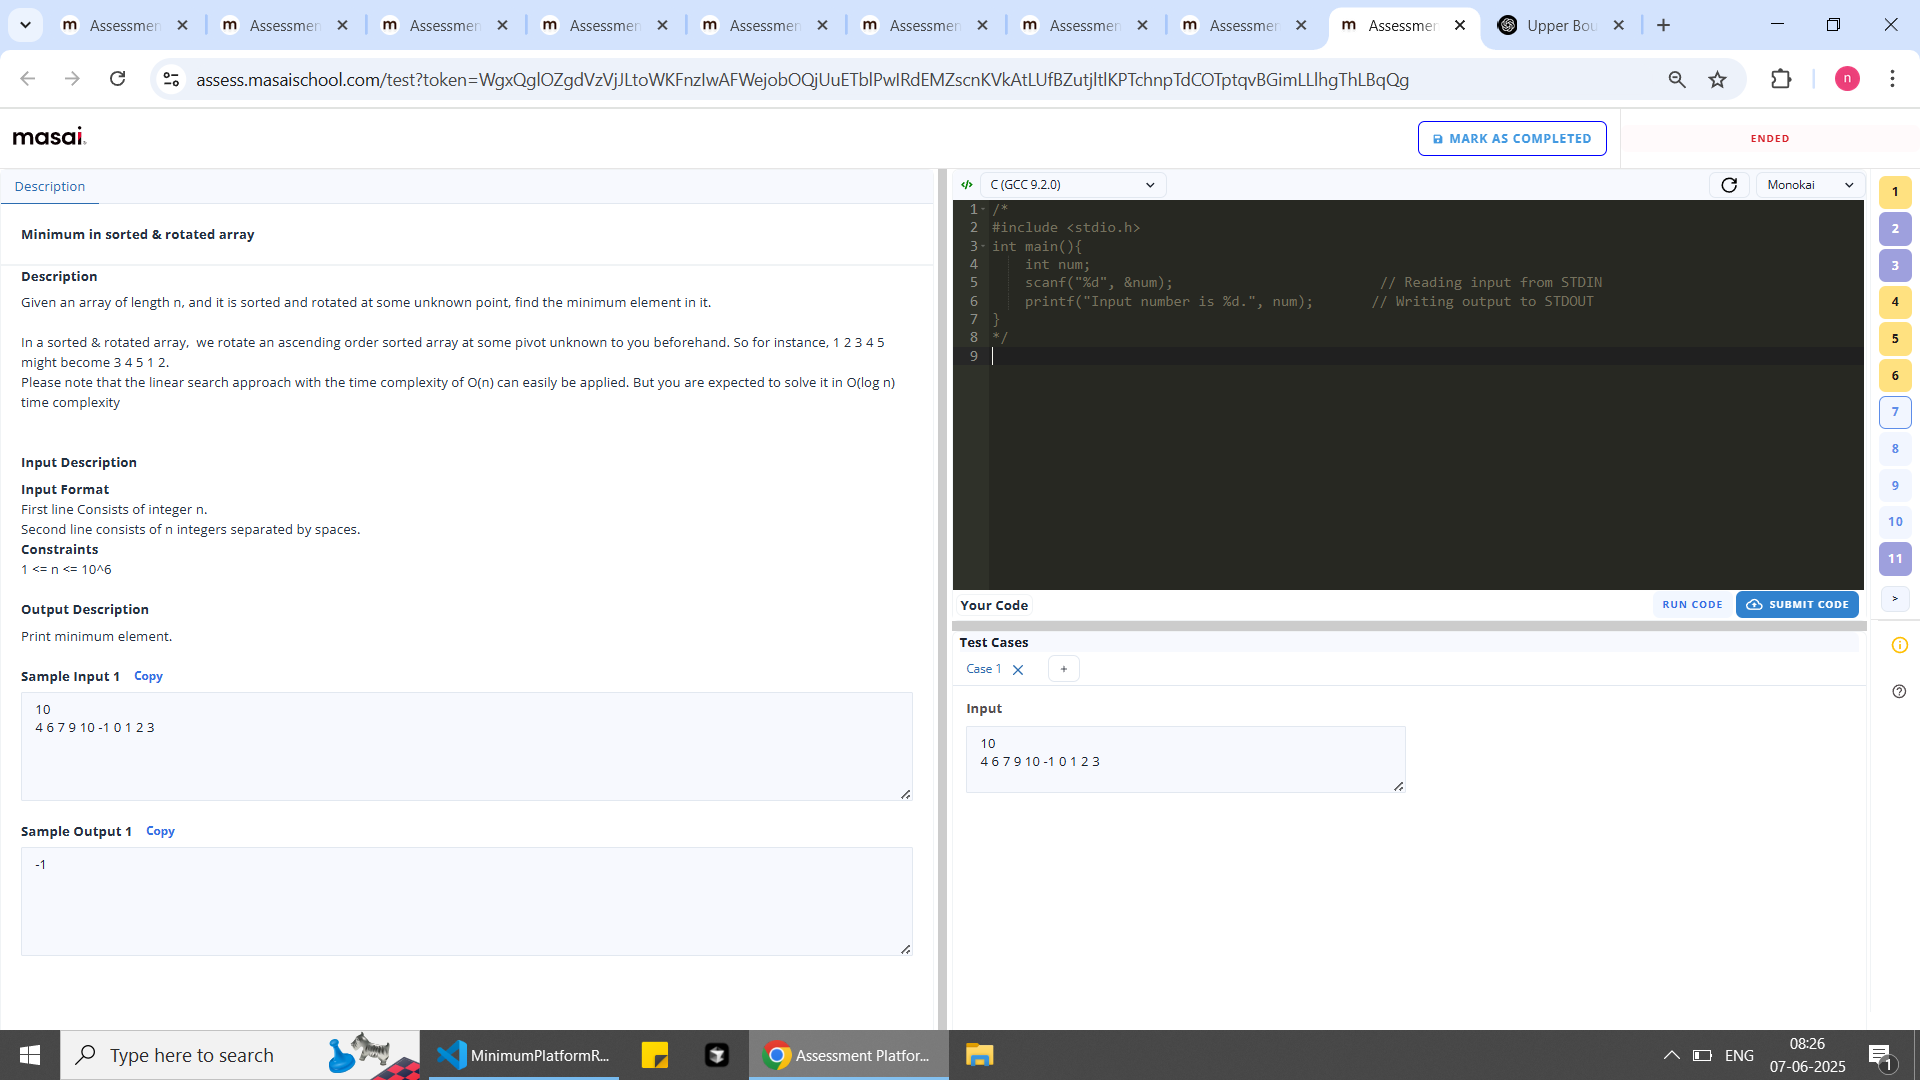 Assessmen
Assessmen
Assessmen
Assessmen
Assessmen
Assessmen
Assessmen
Assessmen
Assessmen
Upper Bou
assess.masaischool.com/test?token=WgxQglOZgdVzVjJLtoWKFnzIwAFWejobOQjUuETblPwIRdEMZscnKVkAtLUfBZutjltlKPTchnpTdCOTptqvBGimLLlhgThLBqQg
n
masai.
MARK AS COMPLETED
ENDED
Description
Minimum in sorted & rotated array
Description
Given an array of length n, and it is sorted and rotated at some unknown point, find the minimum element in it.
In a sorted & rotated array, we rotate an ascending order sorted array at some pivot unknown to you beforehand. So for instance, 1 2 3 4 5
might become 3 4 5 1 2.
Please note that the linear search approach with the time complexity of O(n) can easily be applied. But you are expected to solve it in O(log n)
time complexity
Input Description
Input Format
First line Consists of integer n.
Second line consists of n integers separated by spaces.
Constraints
1 <= n <= 10^6
Output Description
Print minimum element.
Sample Input 1 Copy
10
4 6 7 9 10 -1 0 1 2 3
Sample Output 1 Copy
-1
C (GCC 9.2.0)
Monokai
1 /*
2 #include <stdio.h>
3 int main(){
4 int num;
5 scanf("%d", &num); // Reading input from STDIN
6 printf("Input number is %d.", num); // Writing output to STDOUT
7 }
8 */
9
Your Code
RUN CODE
SUBMIT CODE
Test Cases
Case 1
+
Input
10
4 6 7 9 10 -1 0 1 2 3
1
2
3
4
5
6
7
8
9
10
11
>
Type here to search
MinimumPlatformR...
Assessment Platfor...
ENG
08:26
07-06-2025
1